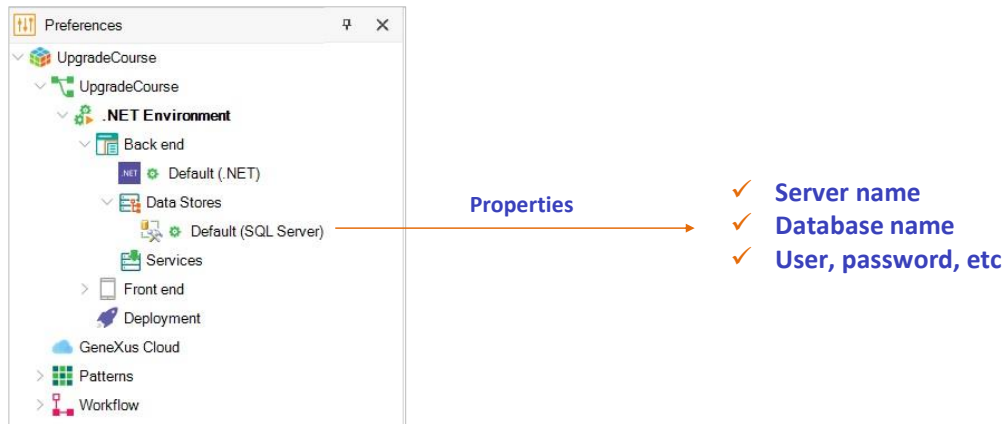 Preferences
UpgradeCourse
UpgradeCourse
.NET Environment
Back end
.NET
Default (.NET)
Data Stores
Default (SQL Server)
Services
Front end
Deployment
GeneXus Cloud
Patterns
Workflow
Properties
Server name
Database name
User, password, etc